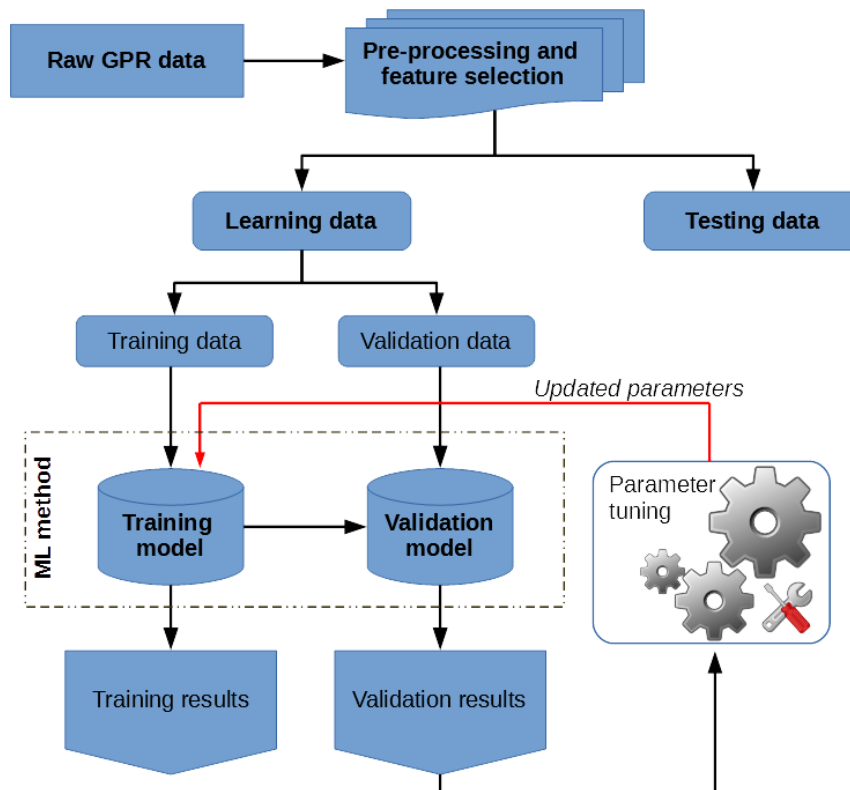 Raw GPR data
Pre-processing and
feature selection
Learning data
Testing data
Training data
Validation data
Updated parameters
ML method
Training
model
Validation
model
Parameter
tuning
Training results
Validation results